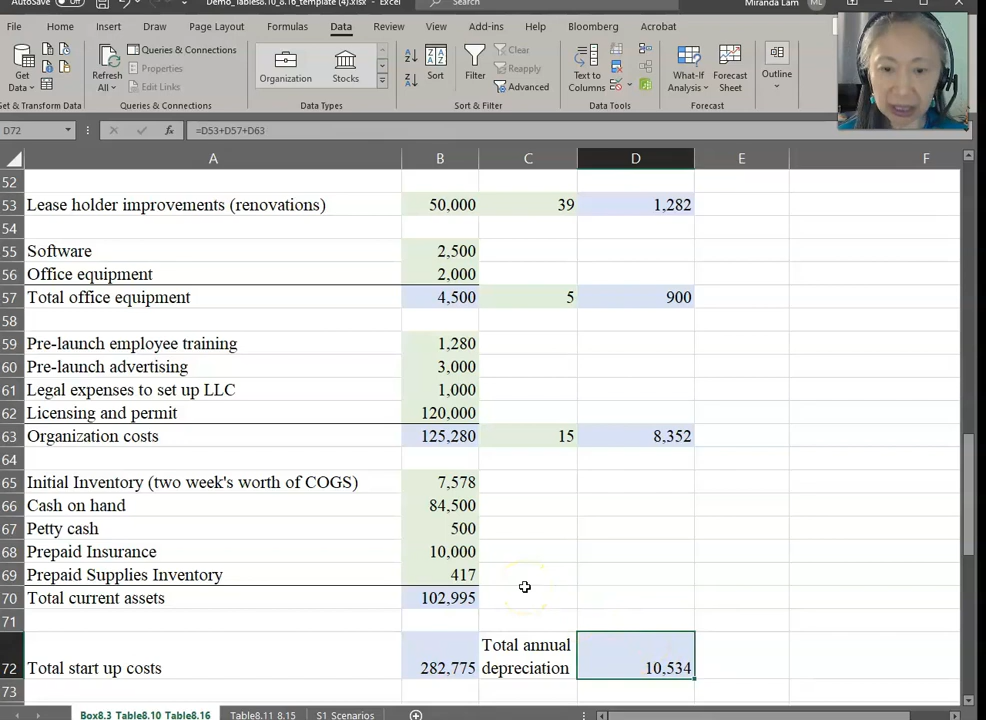 AutoSave Off Demo_Tables8.10_8.16_template (4).xlsx - Excel Search Miranda Lam ML
File Home Insert Draw Page Layout Formulas Data Review View Add-ins Help Bloomberg Acrobat
Get Data Refresh All Queries & Connections Properties Edit Links Organization Stocks Sort Filter Clear Reapply Advanced Text to Columns What-If Analysis Forecast Sheet Outline
Get & Transform Data Queries & Connections Data Types Sort & Filter Data Tools Forecast
D72 fx =D53+D57+D63
A B C D E F
52
53 Lease holder improvements (renovations) 50,000 39 1,282
54
55 Software 2,500
56 Office equipment 2,000
57 Total office equipment 4,500 5 900
58
59 Pre-launch employee training 1,280
60 Pre-launch advertising 3,000
61 Legal expenses to set up LLC 1,000
62 Licensing and permit 120,000
63 Organization costs 125,280 15 8,352
64
65 Initial Inventory (two week's worth of COGS) 7,578
66 Cash on hand 84,500
67 Petty cash 500
68 Prepaid Insurance 10,000
69 Prepaid Supplies Inventory 417
70 Total current assets 102,995
71
72 Total start up costs 282,775 Total annual depreciation 10,534
73
Box8.3 Table8.10 Table8.16 Table8.11_8.15 S1 Scenarios